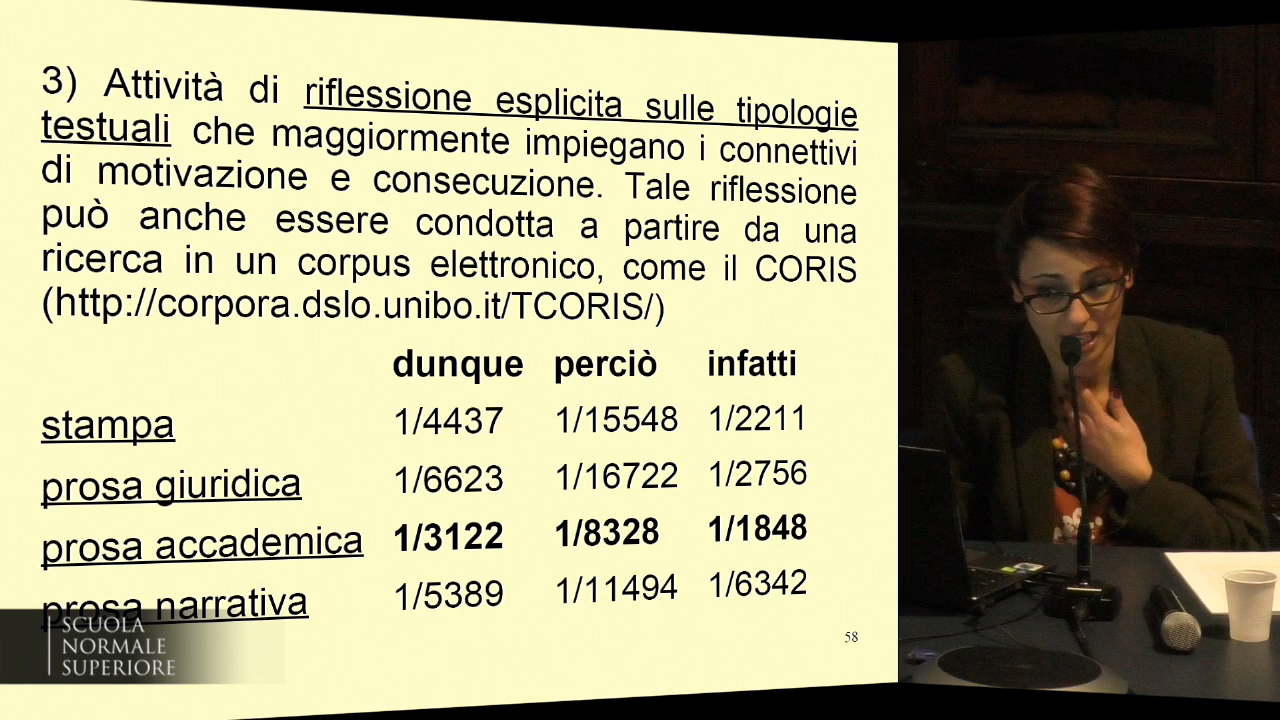 3) Attività di riflessione esplicita sulle tipologie
testuali che maggiormente impiegano i connettivi
di motivazione e consecuzione. Tale riflessione
può anche essere condotta a partire da una
ricerca in un corpus elettronico, come il CORIS
(http://corpora.dslo.unibo.it/TCORIS/)
dunque perciò infatti
stampa 1/4437 1/15548 1/2211
prosa giuridica 1/6623 1/16722 1/2756
prosa accademica 1/3122 1/8328 1/1848
prosa narrativa 1/5389 1/11494 1/6342
58
SCUOLA
NORMALE
SUPERIORE